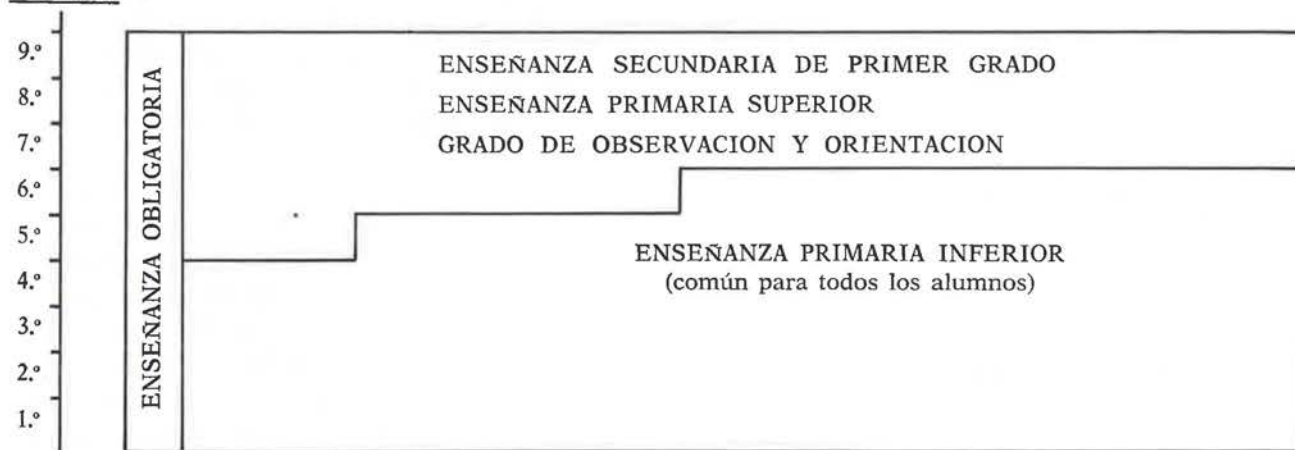 9.º
8.º
7.º
6.º
5.º
4.º
3.º
2.º
1.º
ENSEÑANZA OBLIGATORIA
ENSEÑANZA SECUNDARIA DE PRIMER GRADO
ENSEÑANZA PRIMARIA SUPERIOR
GRADO DE OBSERVACION Y ORIENTACION
ENSEÑANZA PRIMARIA INFERIOR
(común para todos los alumnos)